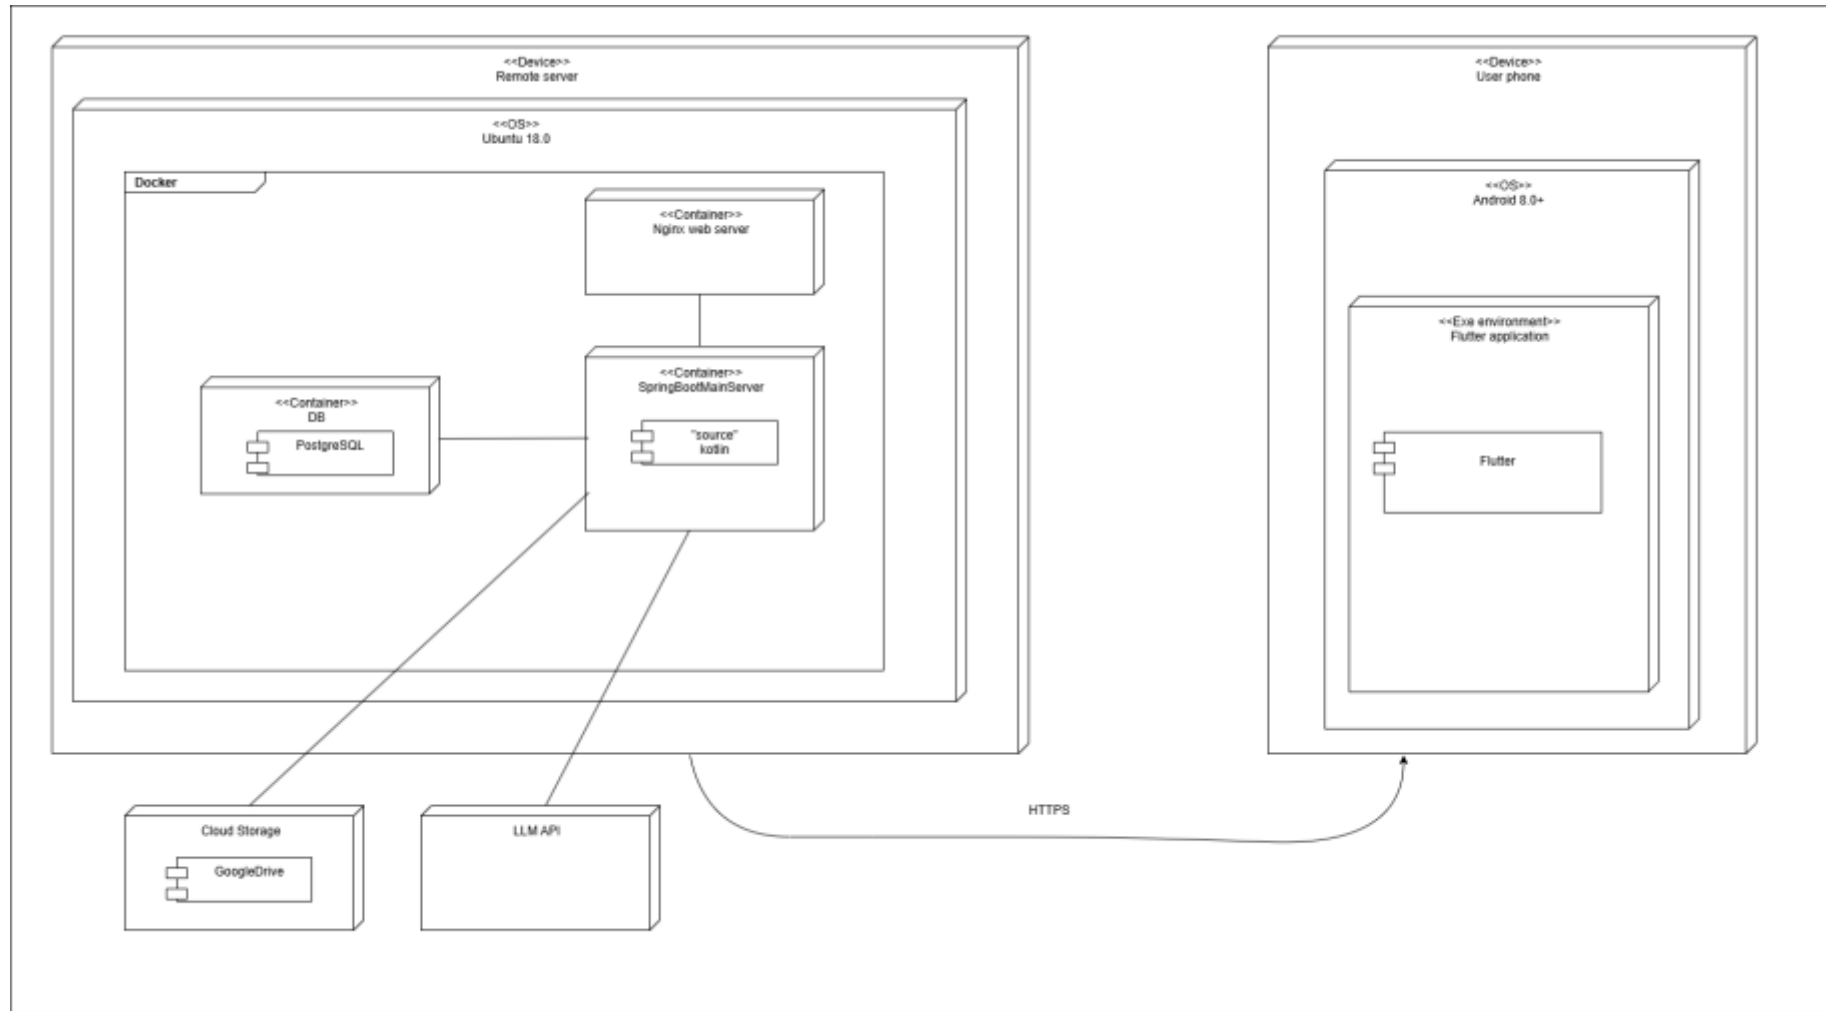 <<Device>>
Remote server
<<OS>>
Ubuntu 18.0
Docker
<<Container>>
Nginx web server
<<Container>>
SpringBootMainServer
"source"
kotlin
<<Container>>
DB
PostgreSQL
Cloud Storage
GoogleDrive
LLM API
HTTPS
<<Device>>
User phone
<<OS>>
Android 8.0+
<<Exe environment>>
Flutter application
Flutter